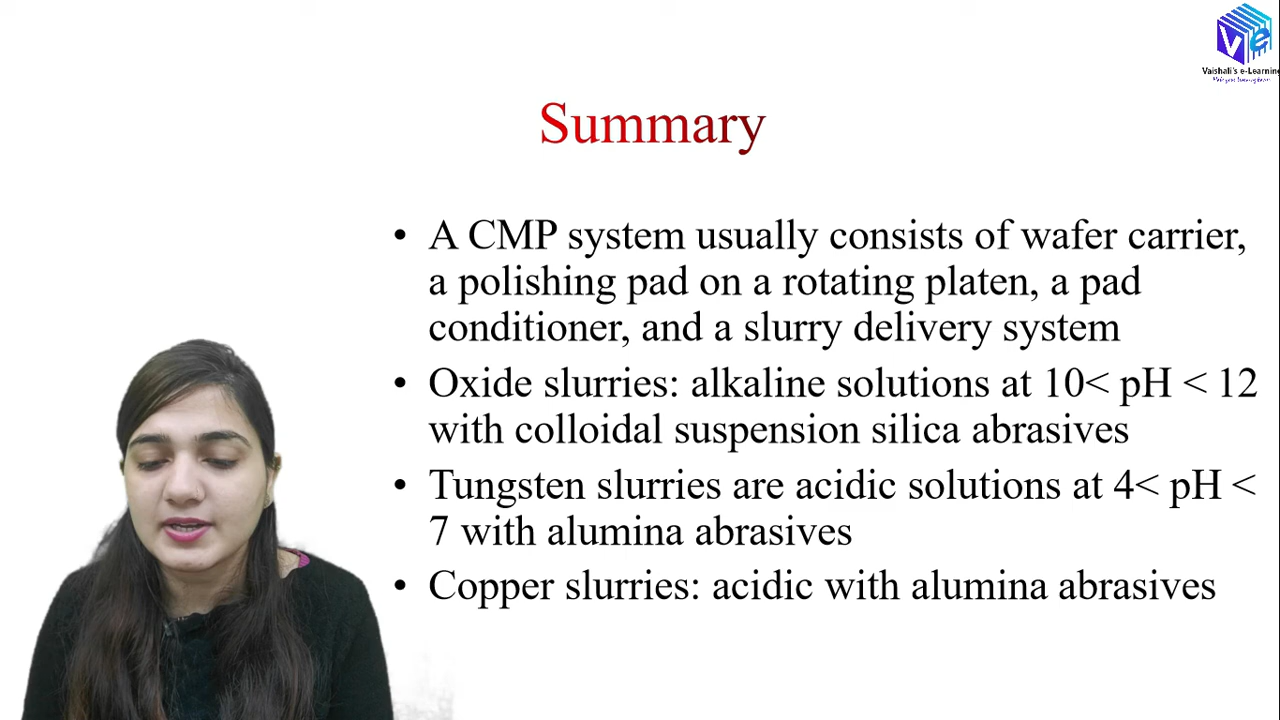 Vaishali's e-Learning
Summary
• A CMP system usually consists of wafer carrier,
a polishing pad on a rotating platen, a pad
conditioner, and a slurry delivery system
• Oxide slurries: alkaline solutions at 10< pH < 12
with colloidal suspension silica abrasives
• Tungsten slurries are acidic solutions at 4< pH <
7 with alumina abrasives
• Copper slurries: acidic with alumina abrasives